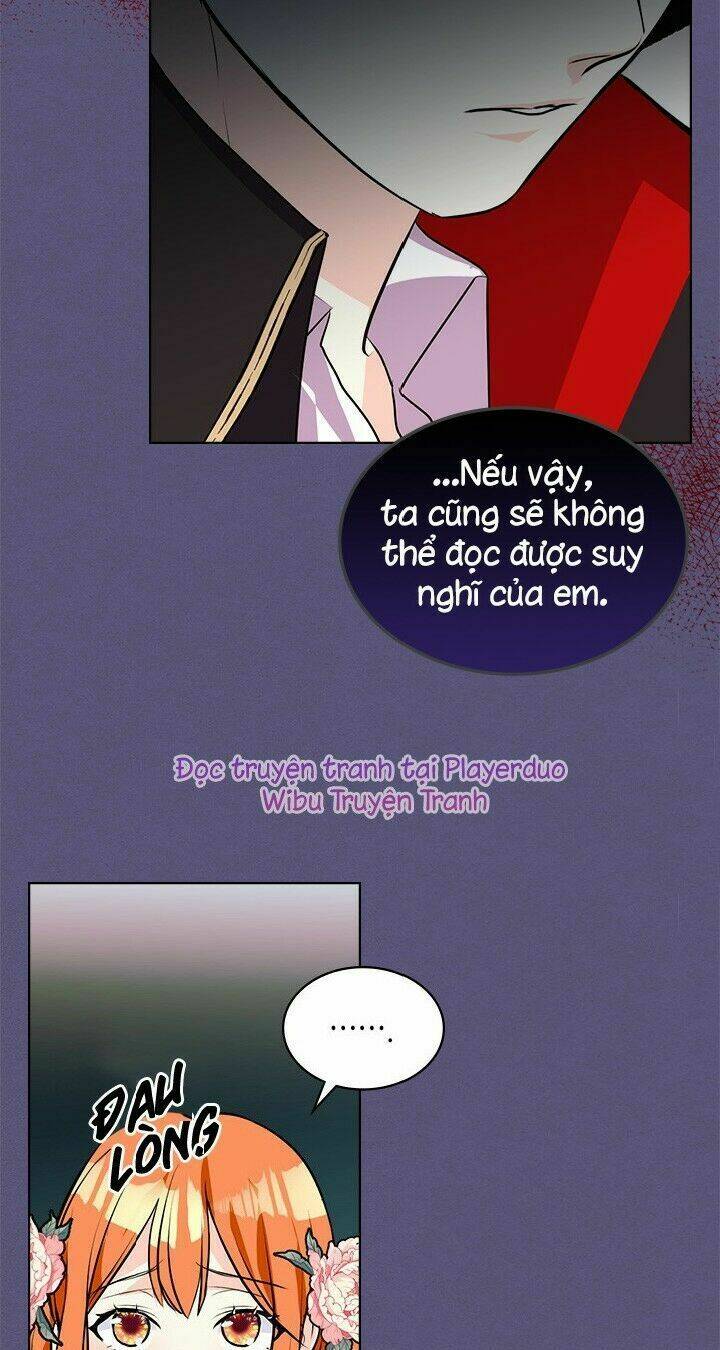 ...Nếu vậy,
ta cũng sẽ không
thể đọc được suy
nghĩ của em.
Đọc truyện tranh tại Playerduo
Wibu Truyện Tranh
.......
ĐAU
LÒNG